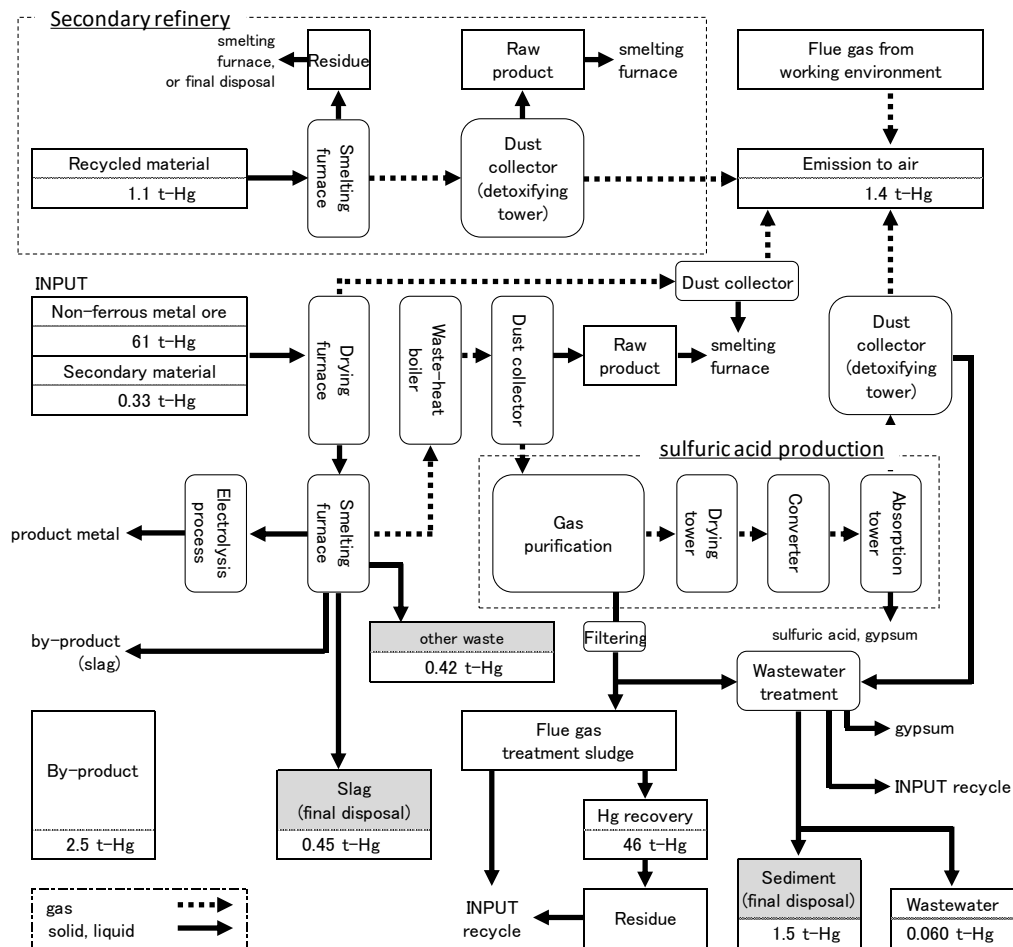 Secondary refinery
smelting
furnace,
or final disposal
Residue
Raw
product
smelting
furnace
Flue gas from
working environment
Recycled material
1.1 t-Hg
Smelting
furnace
Dust
collector
(detoxifying
tower)
Emission to air
1.4 t-Hg
INPUT
Non-ferrous metal ore
61 t-Hg
Secondary material
0.33 t-Hg
Drying
furnace
Waste-heat
boiler
Dust collector
Raw
product
Dust collector
smelting
furnace
Dust
collector
(detoxifying
tower)
sulfuric acid production
product metal
Electrolysis
process
Smelting
furnace
Gas
purification
Drying
tower
Converter
Absorption
tower
by-product
(slag)
other waste
0.42 t-Hg
Filtering
sulfuric acid, gypsum
Wastewater
treatment
gypsum
INPUT recycle
By-product
2.5 t-Hg
Slag
(final disposal)
0.45 t-Hg
Flue gas
treatment sludge
Hg recovery
46 t-Hg
Sediment
(final disposal)
1.5 t-Hg
Wastewater
0.060 t-Hg
gas
solid, liquid
INPUT
recycle
Residue